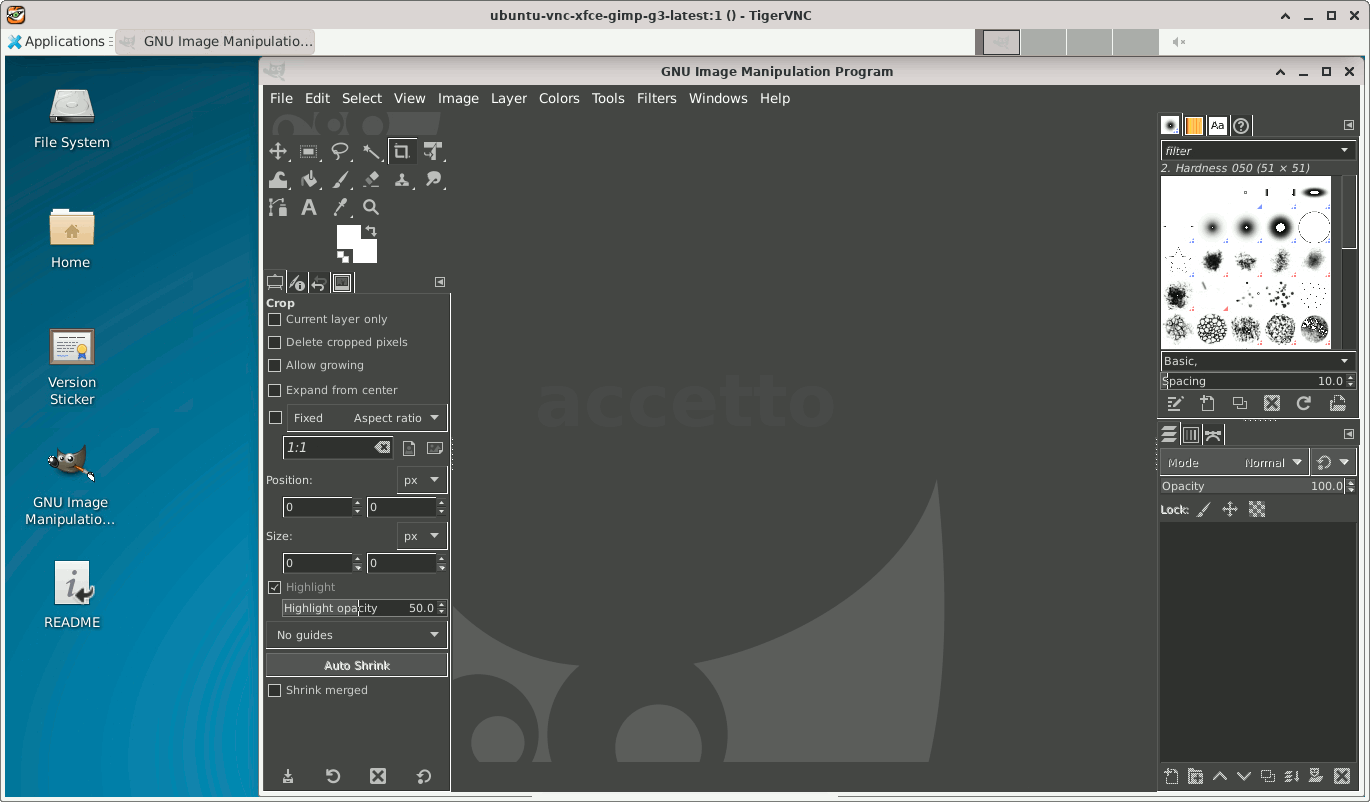 ubuntu-vnc-xfce-gimp-g3-latest:1 () - TigerVNC
Applications
GNU Image Manipulatio...
GNU Image Manipulation Program
File Edit Select View Image Layer Colors Tools Filters Windows Help
File System
Home
Version
Sticker
GNU Image
Manipulatio...
README
A
Crop
Current layer only
Delete cropped pixels
Allow growing
Expand from center
Fixed Aspect ratio
1:1
Position: px
0 0
Size: px
0 0
Highlight
Highlight opacity 50.0
No guides
Auto Shrink
Shrink merged
accetto
Aa
filter
2. Hardness 050 (51 × 51)
Basic,
Spacing 10.0
Mode Normal
Opacity 100.0
Lock: